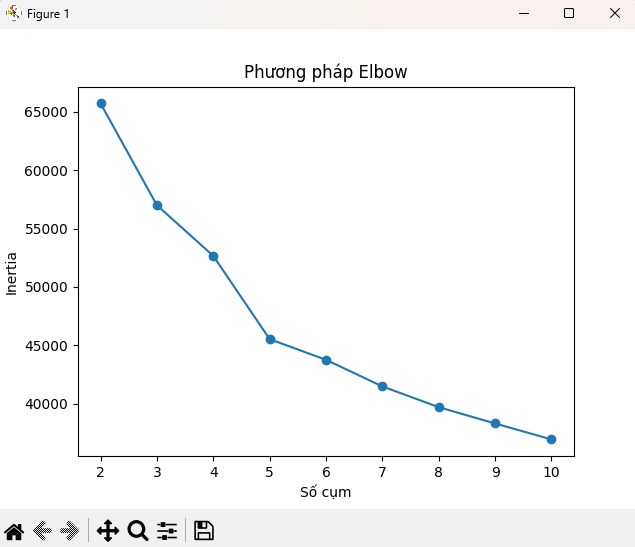 Figure 1
Phương pháp Elbow
65000
60000
55000
50000
45000
40000
Inertia
2 3 4 5 6 7 8 9 10
Số cụm